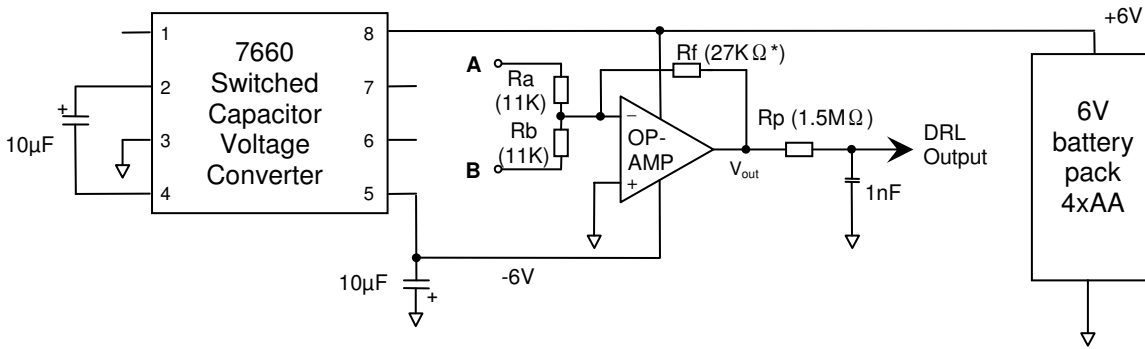 +6V
1
8
7660
Switched
Capacitor
Voltage
Converter
2
7
3
6
4
5
+
10µF
10µF
+
-6V
A
Ra
(11K)
Rb
(11K)
B
Rf (27KΩ*)
−
OP-
AMP
+
Vout
Rp (1.5MΩ)
1nF
DRL
Output
6V
battery
pack
4xAA